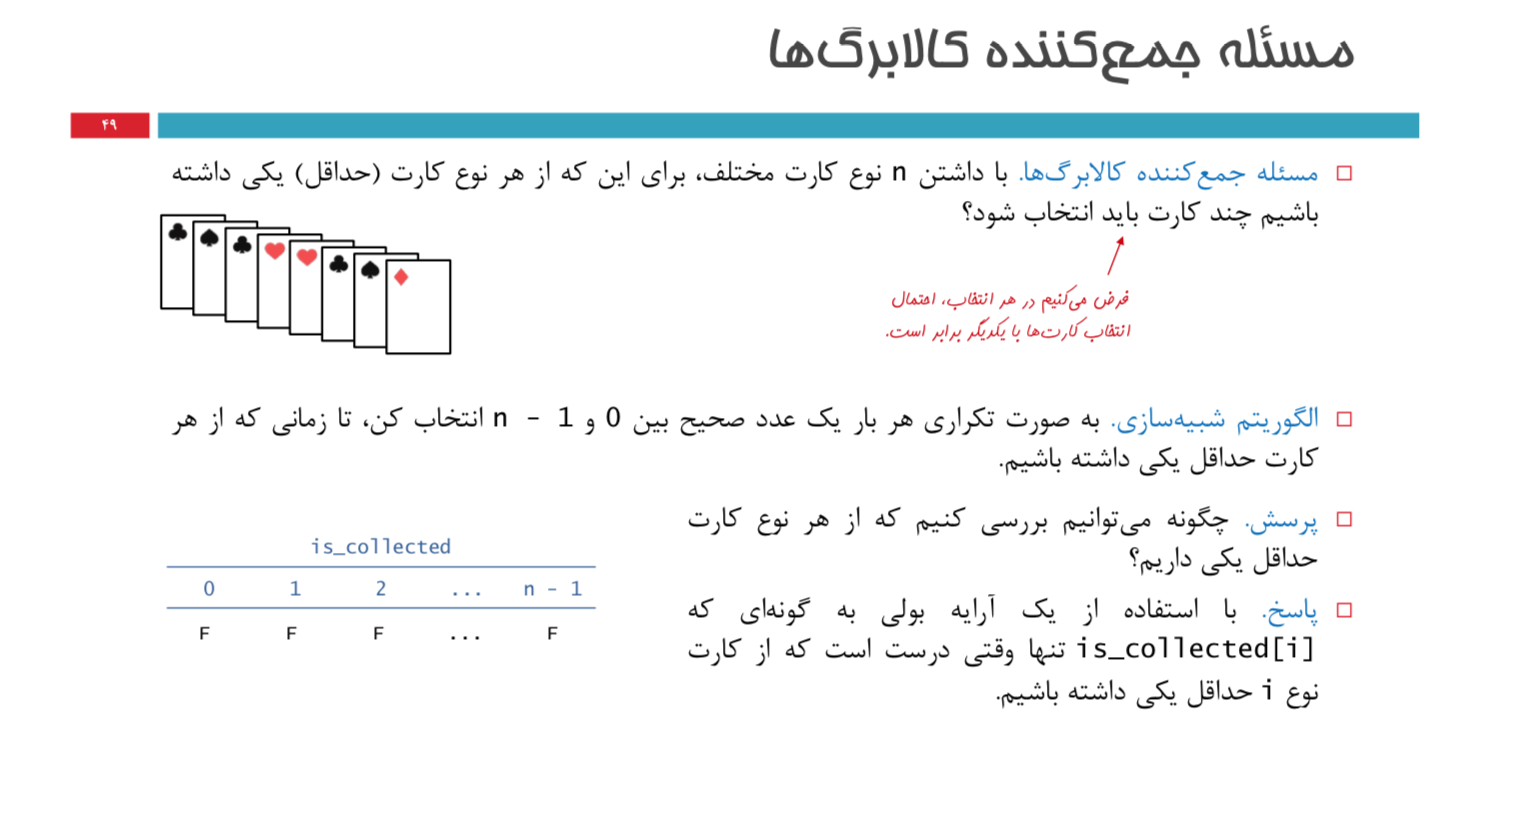 مسئله جمع‌کننده کالابرگ‌ها
۴۹
مسئله جمع‌کننده کالابرگ‌ها. با داشتن n نوع کارت مختلف، برای این که از هر نوع کارت (حداقل) یکی داشته
باشیم چند کارت باید انتخاب شود؟
فرض می‌کنیم در هر انتخاب، احتمال
انتخاب کارت‌ها با یکدیگر برابر است.
الگوریتم شبیه‌سازی. به صورت تکراری هر بار یک عدد صحیح بین 0 و n - 1 انتخاب کن، تا زمانی که از هر
کارت حداقل یکی داشته باشیم.
پرسش. چگونه می‌توانیم بررسی کنیم که از هر نوع کارت
حداقل یکی داریم؟
پاسخ. با استفاده از یک آرایه بولی به گونه‌ای که
is_collected[i] تنها وقتی درست است که از کارت
نوع i حداقل یکی داشته باشیم.
is_collected
0 1 2 ... n - 1
F F F ... F